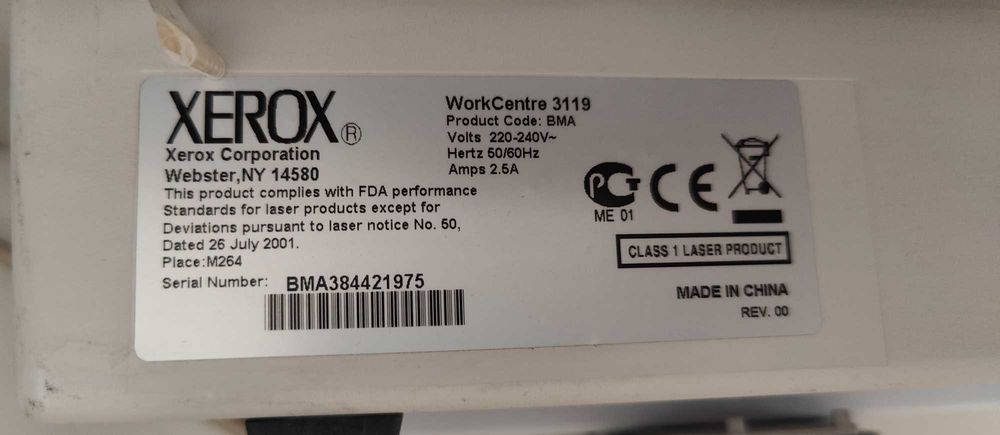 XEROX®
Xerox Corporation
Webster,NY 14580
This product complies with FDA performance
Standards for laser products except for
Deviations pursuant to laser notice No. 50,
Dated 26 July 2001.
Place:M264
Serial Number: BMA384421975
WorkCentre 3119
Product Code: BMA
Volts 220-240V~
Hertz 50/60Hz
Amps 2.5A
PCT CE
ME 01
CLASS 1 LASER PRODUCT
MADE IN CHINA
REV. 00